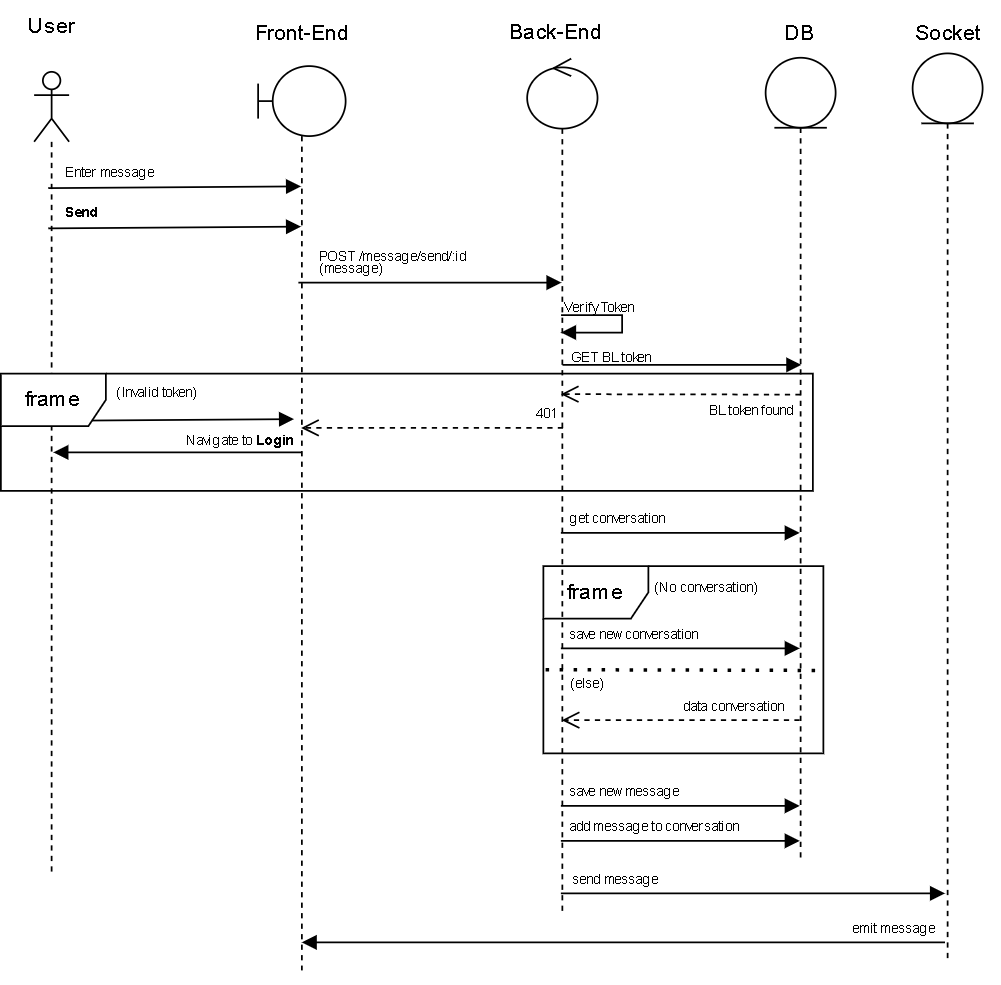 User
Front-End
Back-End
DB
Socket
Enter message
Send
POST /message/send/:id
(message)
Verify Token
GET BL token
frame
(Invalid token)
BL token found
401
Navigate to Login
get conversation
frame
(No conversation)
save new conversation
(else)
data conversation
save new message
add message to conversation
send message
emit message